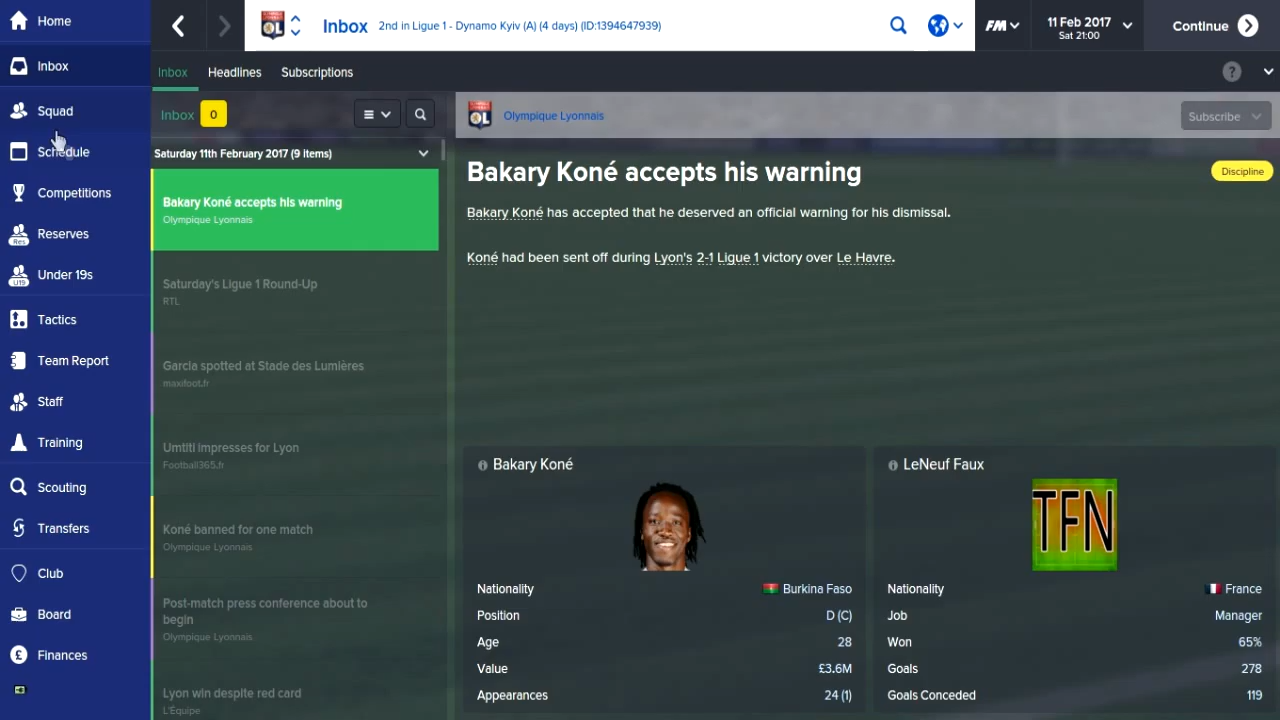 Home
Inbox
2nd in Ligue 1 - Dynamo Kyiv (A) (4 days) (ID:1394647939)
FM
11 Feb 2017
Sat 21:00
Continue
Inbox
Squad
Schedule
Competitions
Reserves
Res
Under 19s
U19
Tactics
Team Report
Staff
Training
Scouting
Transfers
Club
Board
Finances
Inbox
Headlines
Subscriptions
?
Inbox
0
Saturday 11th February 2017 (9 items)
Bakary Koné accepts his warning
Olympique Lyonnais
Saturday's Ligue 1 Round-Up
RTL
Garcia spotted at Stade des Lumières
maxifoot.fr
Umtiti impresses for Lyon
Football365.fr
Koné banned for one match
Olympique Lyonnais
Post-match press conference about to
begin
Olympique Lyonnais
Lyon win despite red card
L'Équipe
Olympique Lyonnais
Subscribe
Bakary Koné accepts his warning
Discipline
Bakary Koné has accepted that he deserved an official warning for his dismissal.
Koné had been sent off during Lyon's 2-1 Ligue 1 victory over Le Havre.
Bakary Koné
Nationality Burkina Faso
Position D (C)
Age 28
Value £3.6M
Appearances 24 (1)
LeNeuf Faux
TFN
Nationality France
Job Manager
Won 65%
Goals 278
Goals Conceded 119